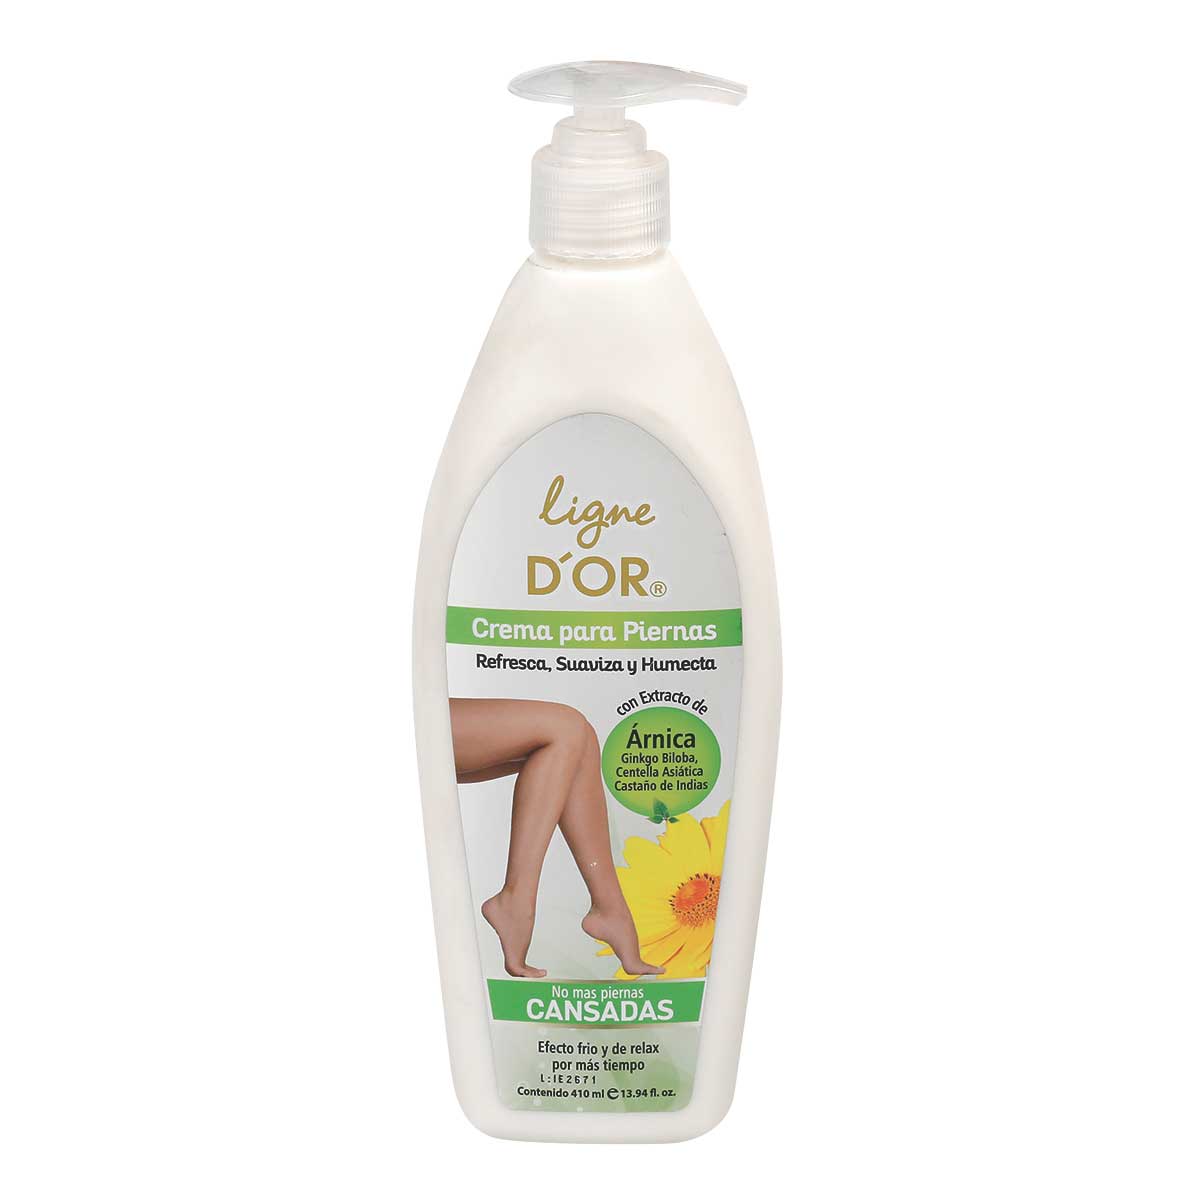 ligne
D´OR®
Crema para Piernas
Refresca, Suaviza y Humecta
con Extracto de
Árnica
Ginkgo Biloba,
Centella Asiática
Castaño de Indias
No mas piernas
CANSADAS
Efecto frio y de relax
por más tiempo
L:IE2671
Contenido 410 ml e 13.94 fl. oz.